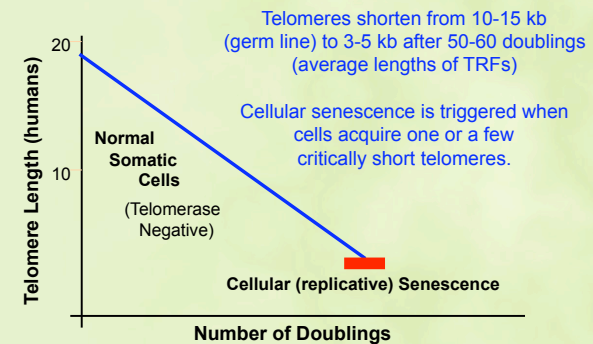 Telomeres shorten from 10-15 kb
(germ line) to 3-5 kb after 50-60 doublings
(average lengths of TRFs)
Cellular senescence is triggered when
cells acquire one or a few
critically short telomeres.
Telomere Length (humans)
20
10
Normal
Somatic
Cells
(Telomerase
Negative)
Cellular (replicative) Senescence
Number of Doublings